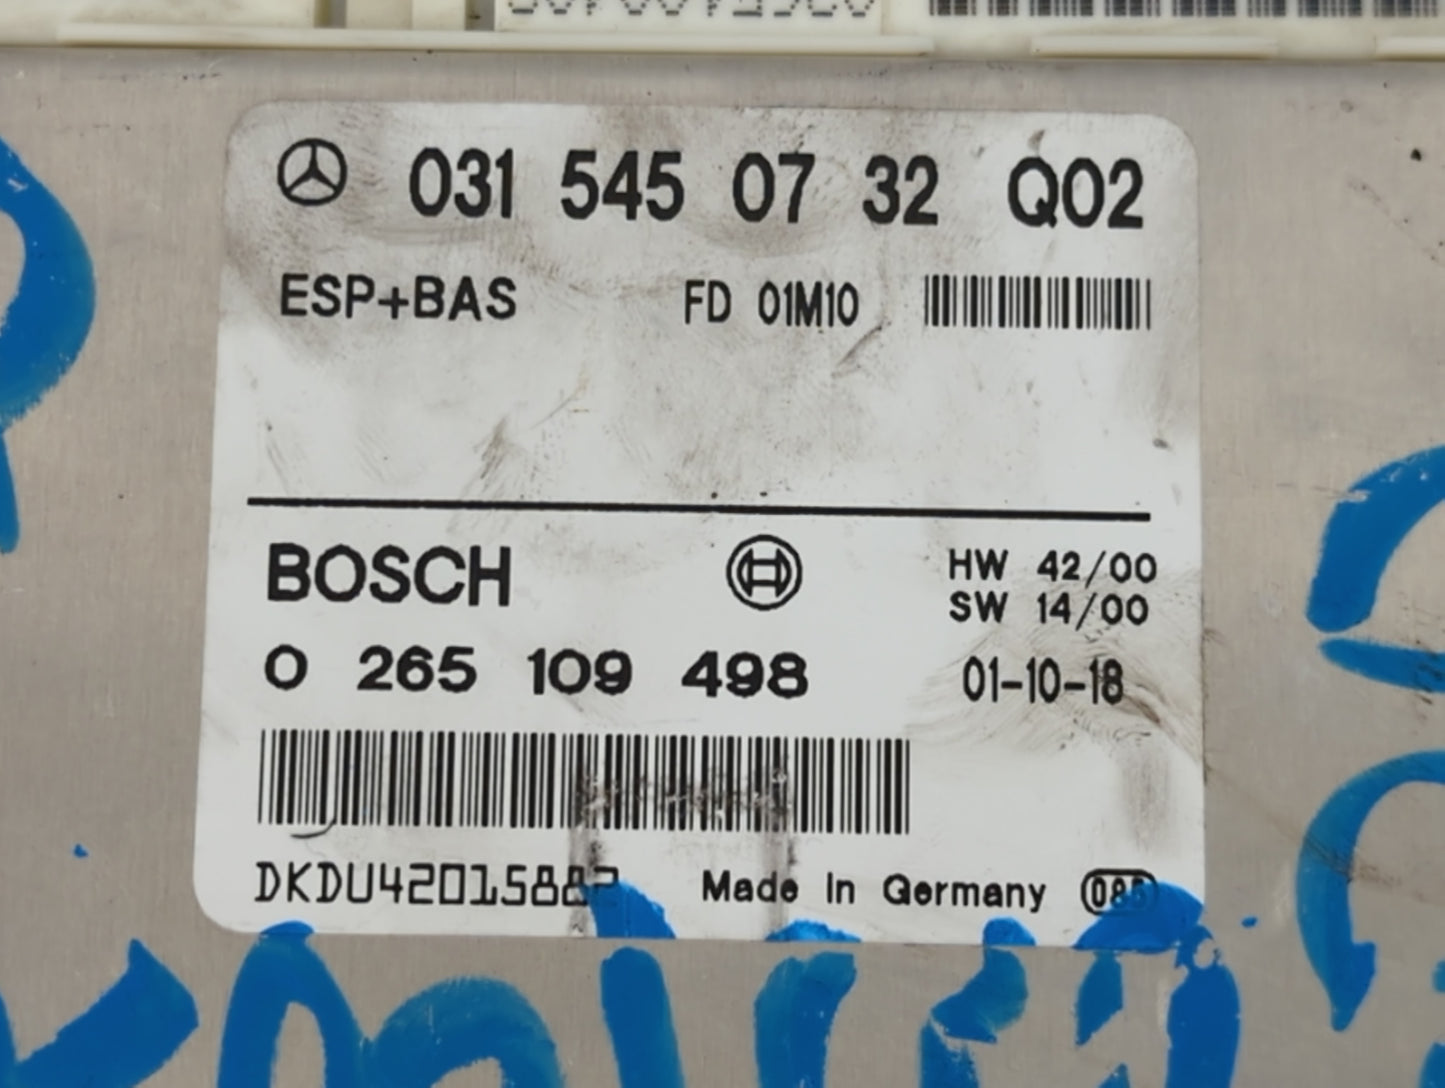 031 545 07 32 Q02
ESP+BAS FD 01M10
BOSCH HW 42/00
SW 14/00
0 265 109 498 01-10-18
Made In Germany